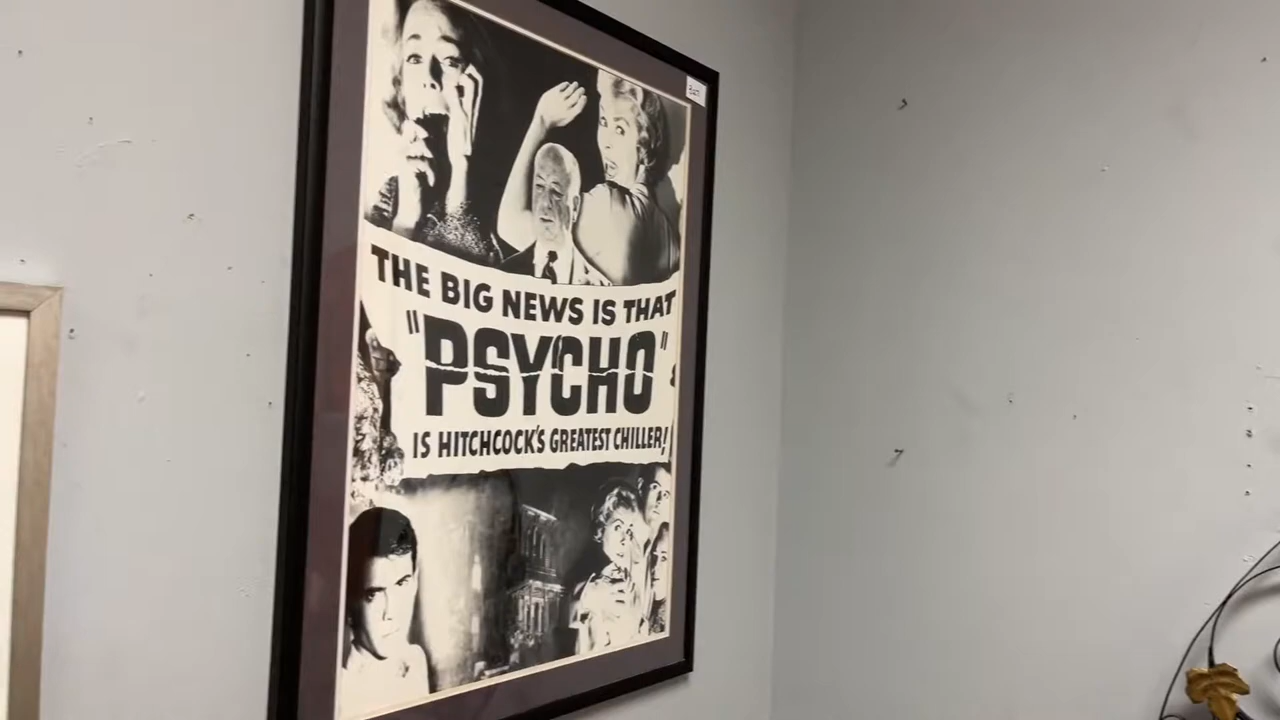 THE BIG NEWS IS THAT
"PSYCHO"
IS HITCHCOCK'S GREATEST CHILLER!